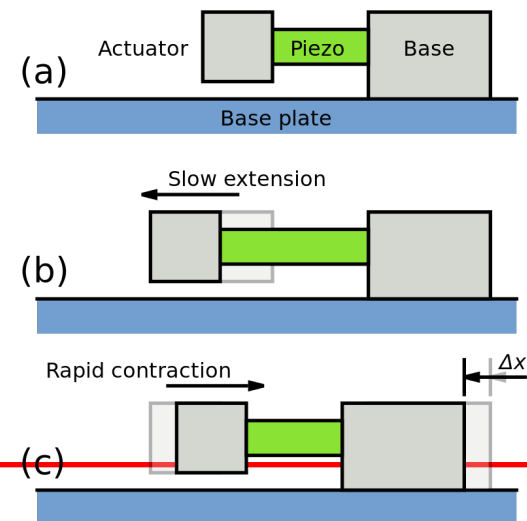 (a)
Actuator
Piezo
Base
Base plate
Slow extension
(b)
Rapid contraction
Δx
(c)